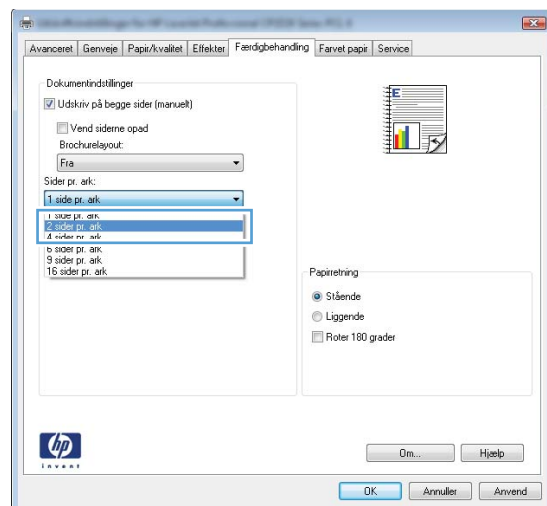 Avanceret Genveje Papir/kvalitet Effekter Færdigbehandling Farvet papir Service
Dokumentindstillinger
Udskriv på begge sider (manuelt)
Vend siderne opad
Brochurelayout:
Fra
Sider pr. ark:
1 side pr. ark
1 side pr. ark
2 sider pr. ark
4 sider pr. ark
6 sider pr. ark
9 sider pr. ark
16 sider pr. ark
E
Papirretning
Stående
Liggende
Roter 180 grader
hp
invent
Om... Hjælp
OK Annuller Anvend